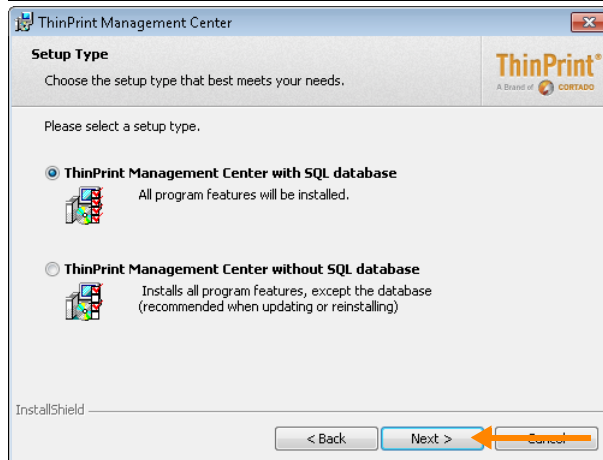 ThinPrint Management Center
Setup Type
Choose the setup type that best meets your needs.
ThinPrint®
A Brand of CORTADO
Please select a setup type.
ThinPrint Management Center with SQL database
All program features will be installed.
ThinPrint Management Center without SQL database
Installs all program features, except the database
(recommended when updating or reinstalling)
InstallShield
< Back Next > Cancel